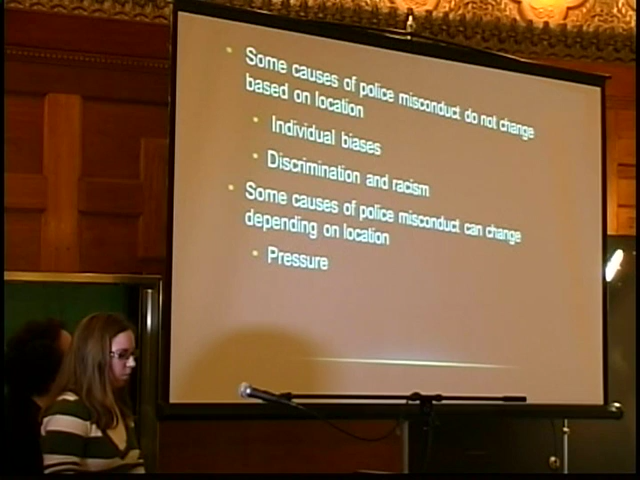 Some causes of police misconduct do not change
based on location
Individual biases
Discrimination and racism
Some causes of police misconduct can change
depending on location
Pressure